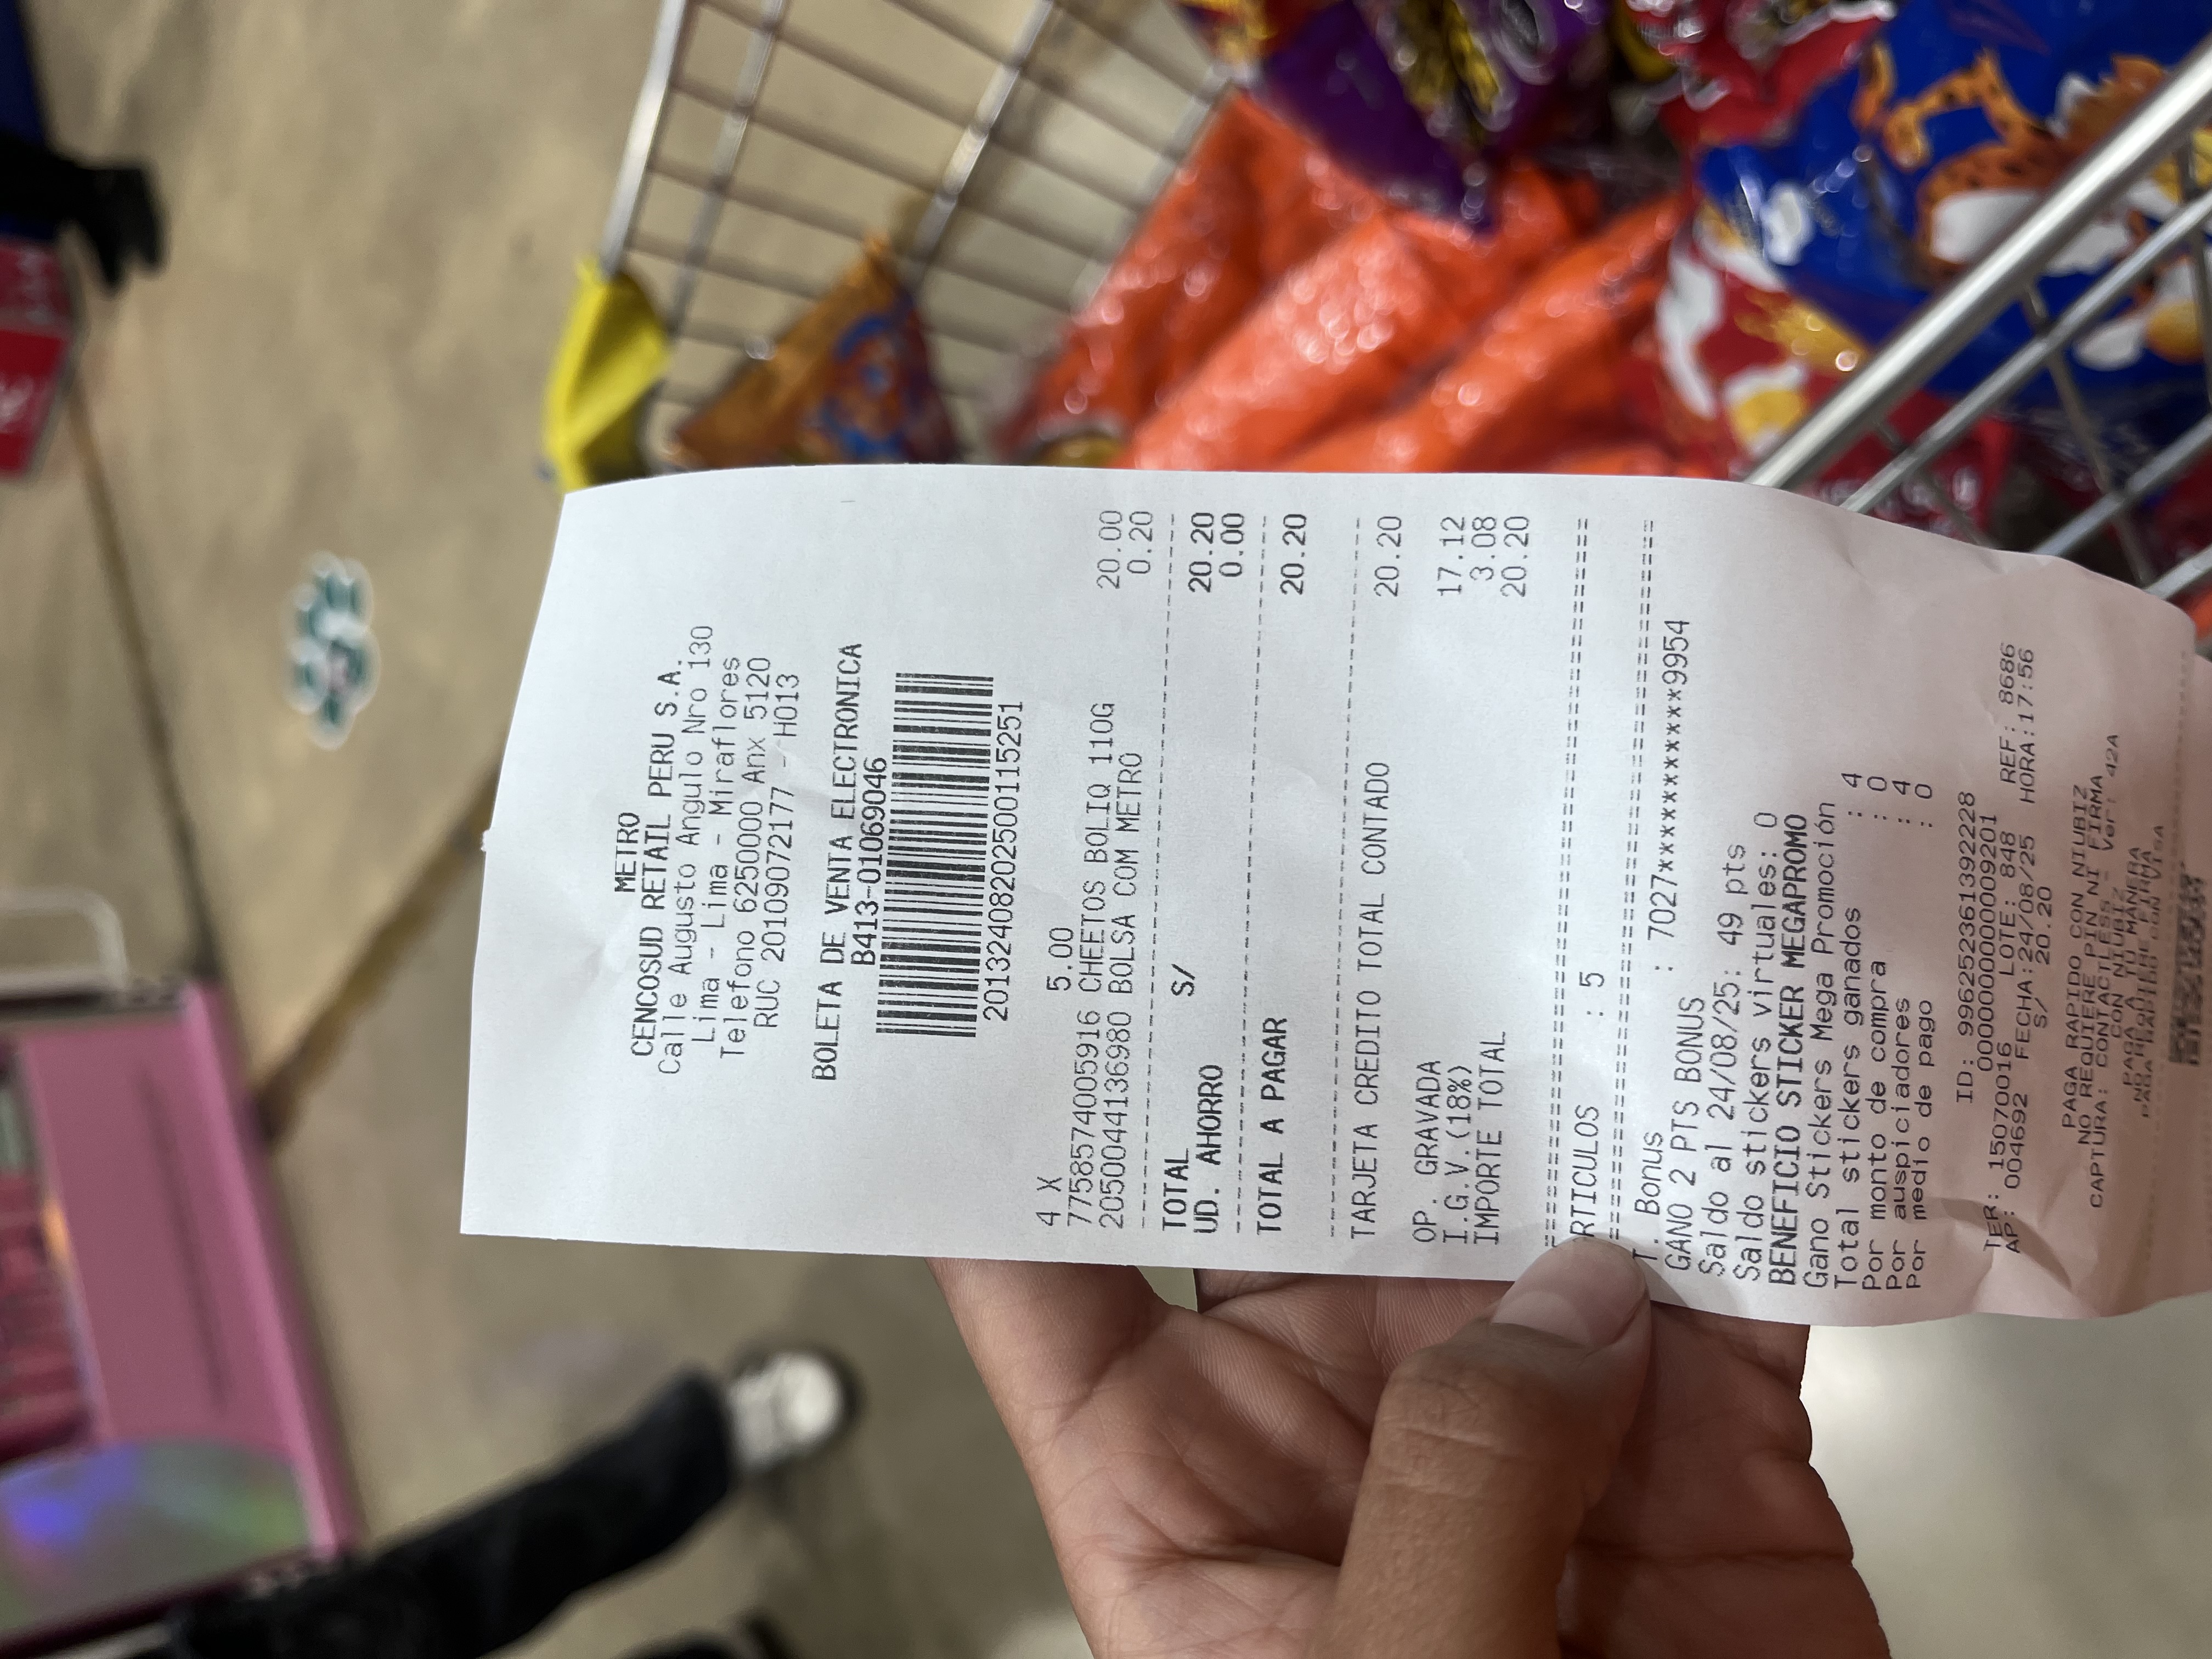 METRO
CENCOSUD RETAIL PERU S.A.
Calle Augusto Angulo Nro 130
Lima - Lima - Miraflores
Telefono 6250000 Anx 5120
RUC 20109072177 - H013
BOLETA DE VENTA ELECTRONICA
B413-01069046
20132408202500115251
4 X 5.00
7758574005916 CHEETOS BOLIQ 110G 20.00
2050044136980 BOLSA COM METRO 0.20
TOTAL S/ 20.20
UD. AHORRO 0.00
TOTAL A PAGAR 20.20
TARJETA CREDITO TOTAL CONTADO 20.20
OP. GRAVADA 17.12
I.G.V.(18%) 3.08
IMPORTE TOTAL 20.20
RTICULOS : 5
T. Bonus : 7027***********9954
GANO 2 PTS BONUS
Saldo al 24/08/25: 49 pts
Saldo stickers virtuales: 0
BENEFICIO STICKER MEGAPROMO
Gano Stickers Mega Promoción
Total stickers ganados : 4
Por monto de compra : 0
Por auspiciadores : 4
Por medio de pago : 0
ID: 996252361392228
0000000000009201
TER: 15070016 LOTE: 848 REF: 8686
AP: 004692 FECHA:24/08/25 HORA:17:56
S/ 20.20
PAGA RAPIDO CON NIUBIZ
NO REQUIERE PIN NI FIRMA
CAPTURA: CONTACTLESS - Ver: 42A
CON NIUBIZ
PAGA A TU MANERA
NO REQUIERE FIRMA
PAGA RAPIDO CON VISA